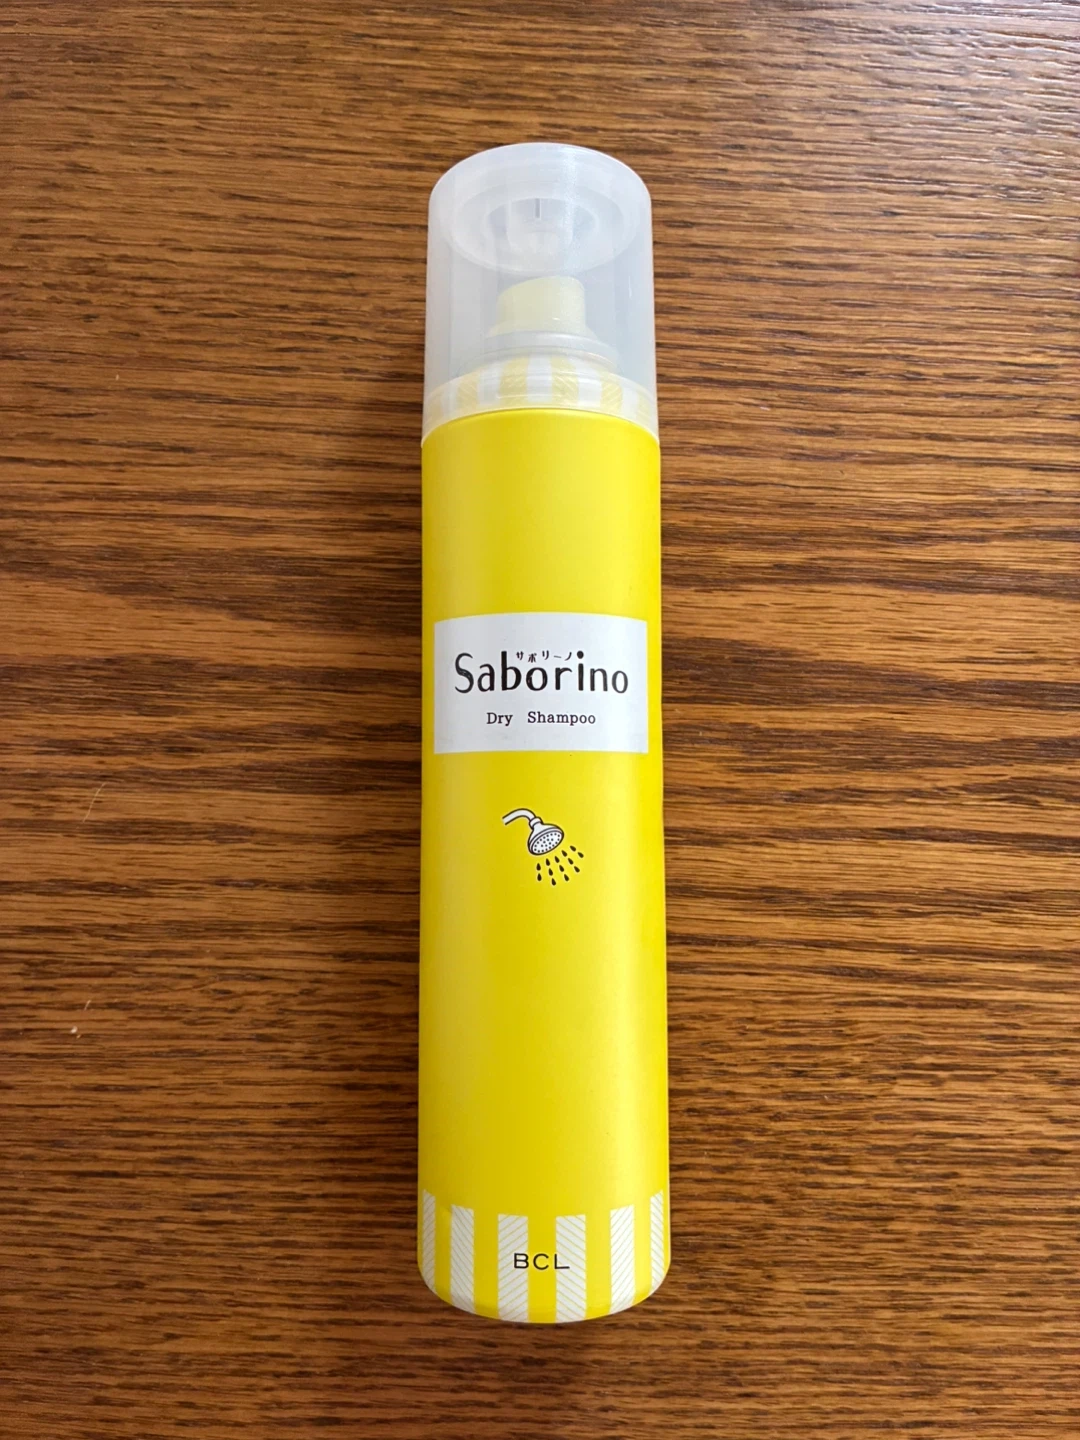 サボリーノ
Saborino
Dry Shampoo
BCL